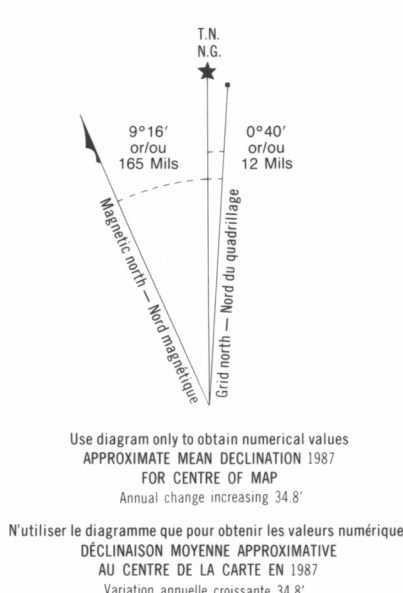 T.N.
N.G.
9°16′
or/ou
165 Mils
0°40′
or/ou
12 Mils
Magnetic north — Nord magnétique
Grid north — Nord du quadrillage
Use diagram only to obtain numerical values
APPROXIMATE MEAN DECLINATION 1987
FOR CENTRE OF MAP
Annual change increasing 34.8′
N'utiliser le diagramme que pour obtenir les valeurs numérique
DÉCLINAISON MOYENNE APPROXIMATIVE
AU CENTRE DE LA CARTE EN 1987
Variation annuelle croissante 34.8′